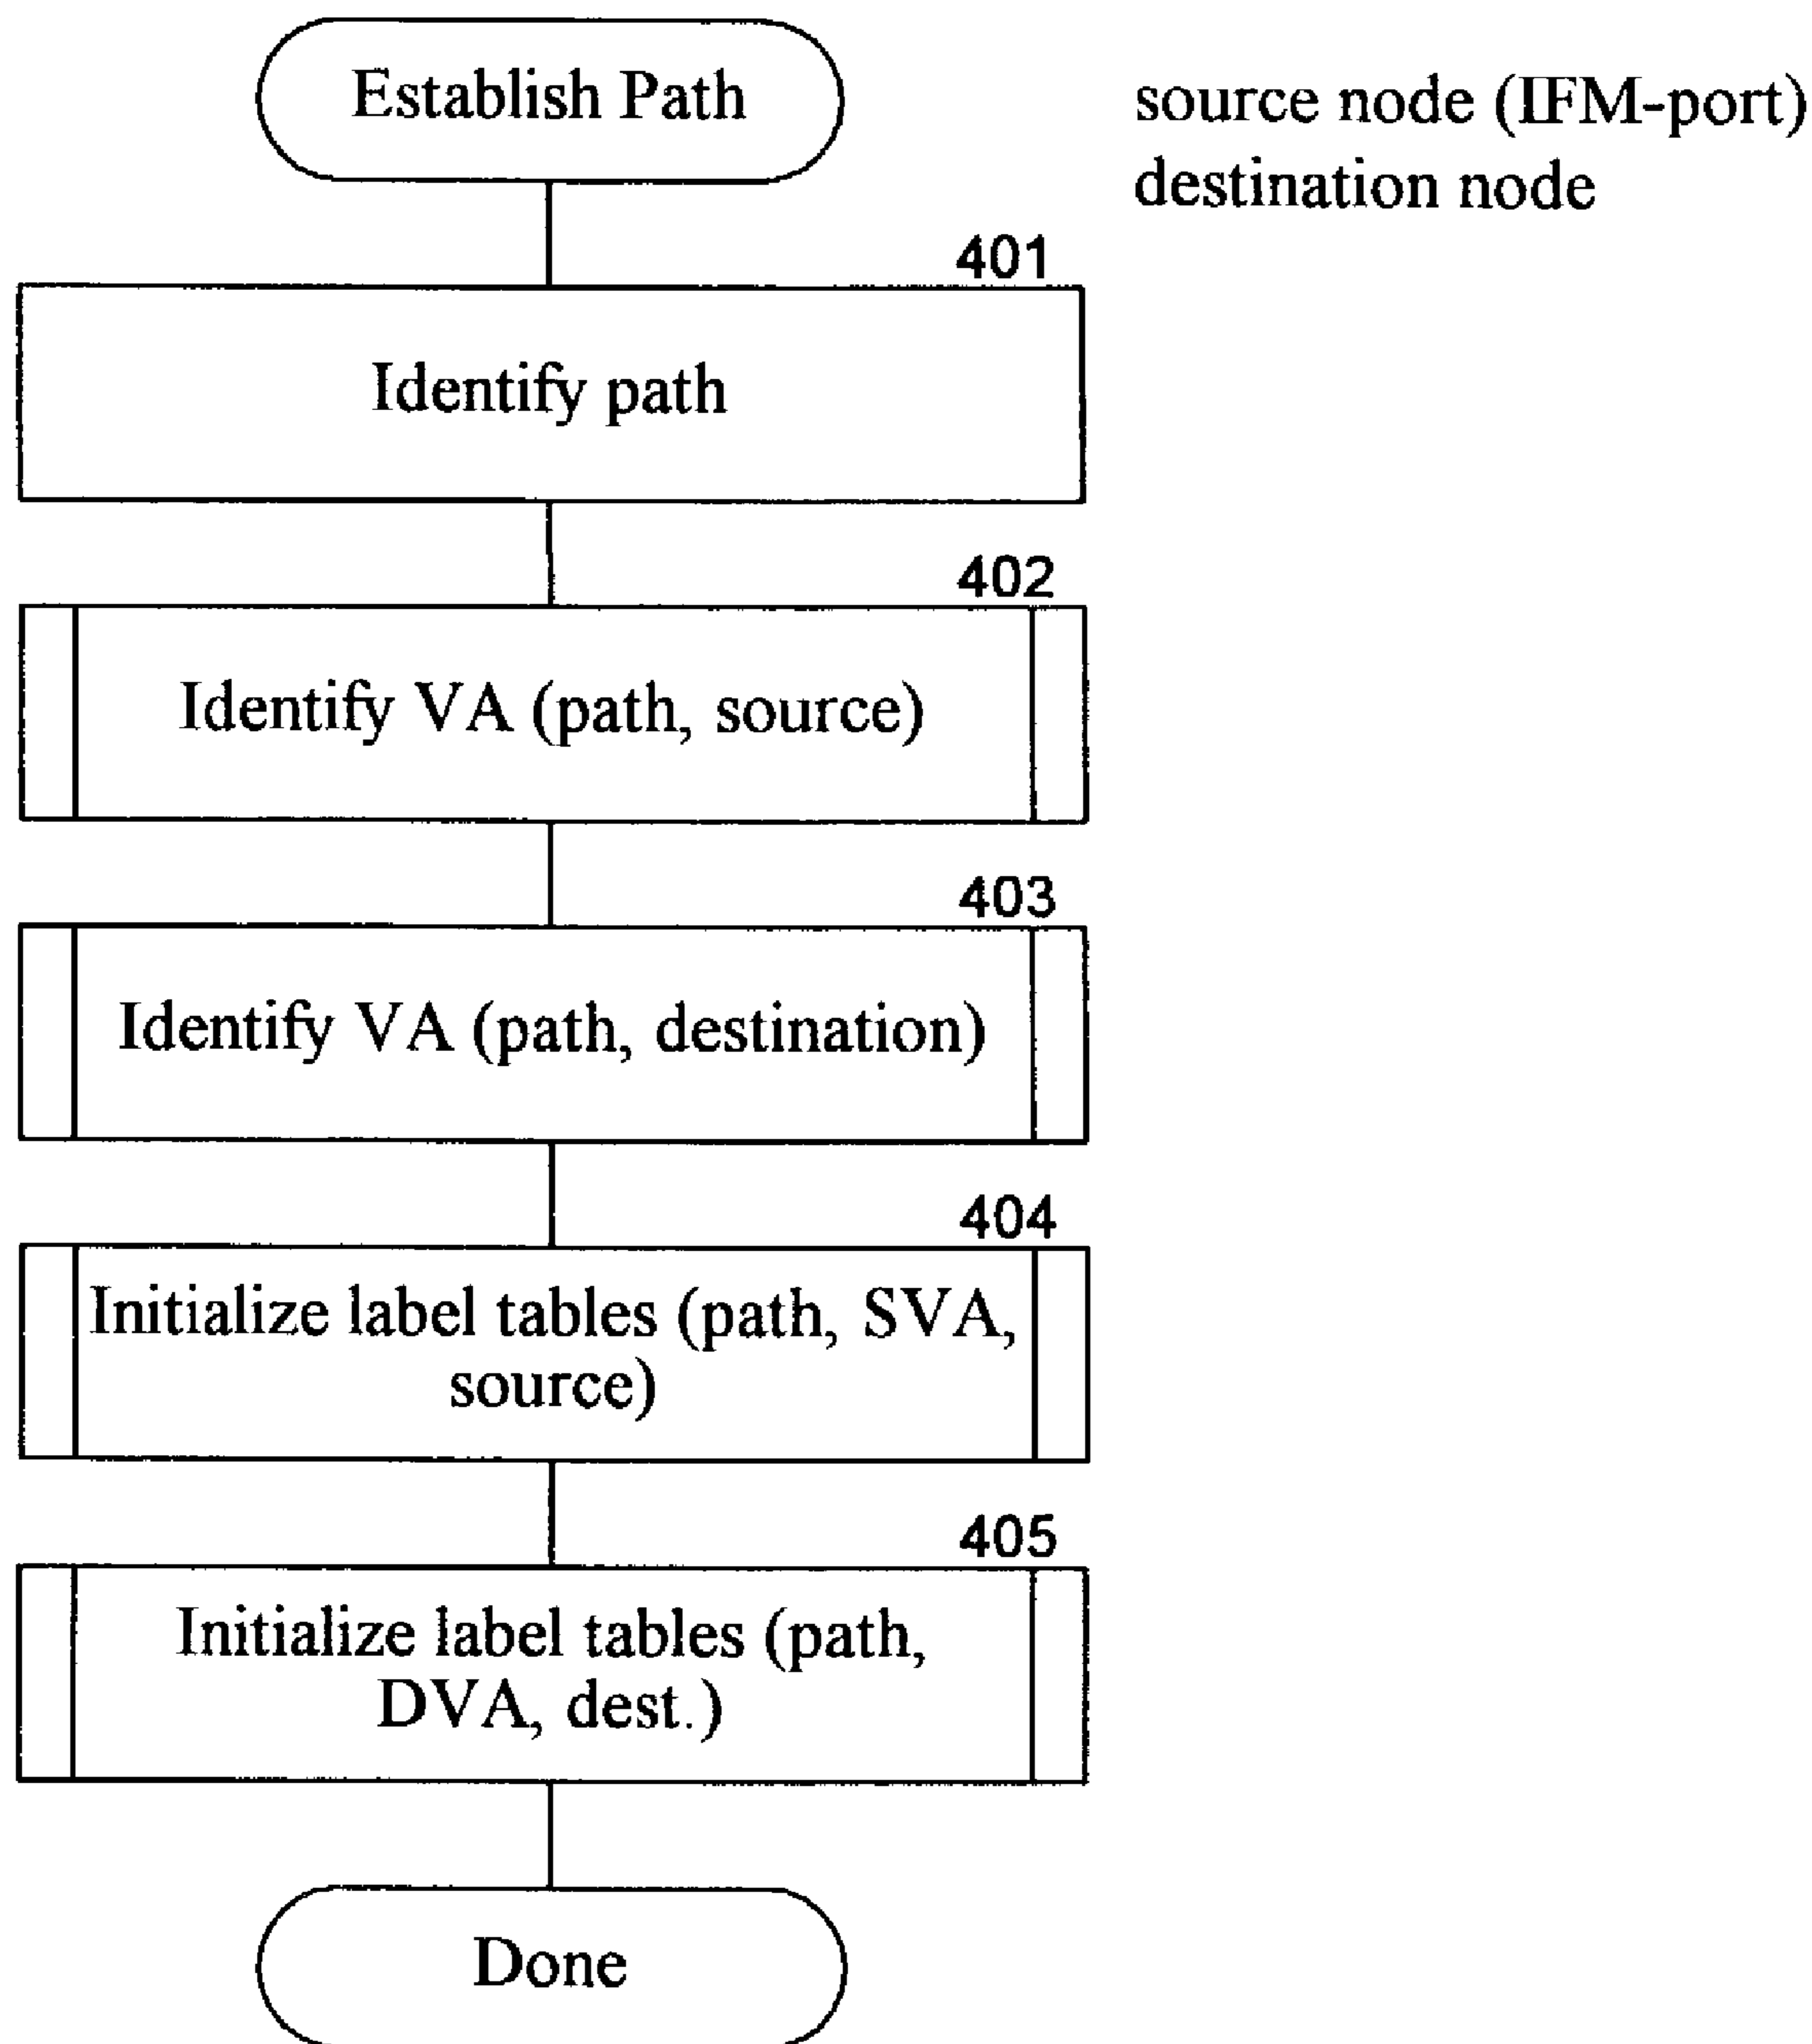 Establish Path
source node (IFM-port)
destination node
401
Identify path
402
Identify VA (path, source)
403
Identify VA (path, destination)
404
Initialize label tables (path, SVA,
source)
405
Initialize label tables (path,
DVA, dest.)
Done